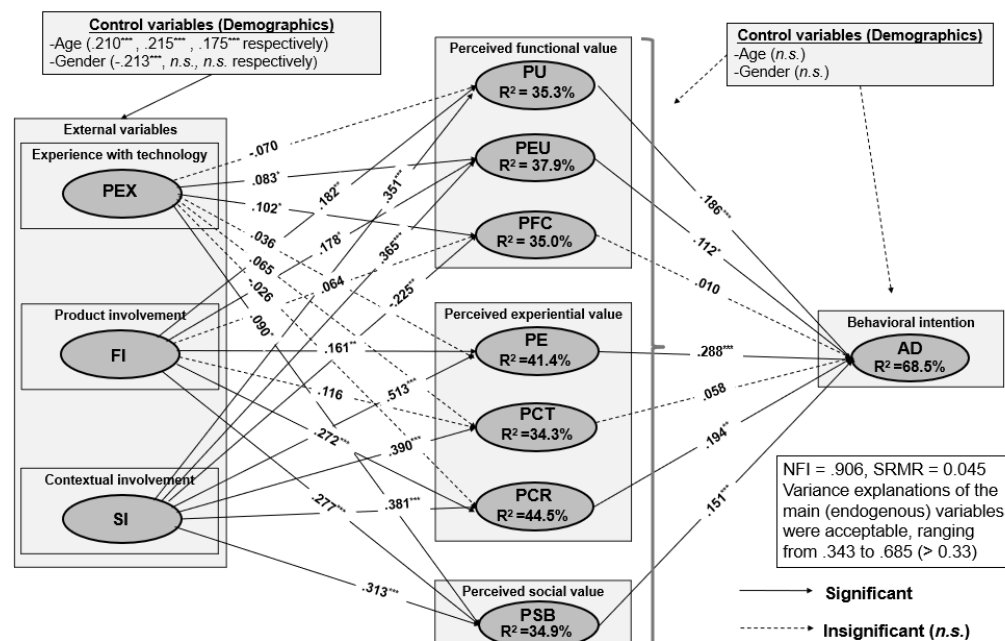 Control variables (Demographics)
-Age (.210***, .215***, .175*** respectively)
-Gender (-.213***, n.s., n.s. respectively)
Control variables (Demographics)
-Age (n.s.)
-Gender (n.s.)
External variables
Experience with technology
PEX
Product involvement
FI
Contextual involvement
SI
Perceived functional value
PU
R² = 35.3%
PEU
R² = 37.9%
PFC
R² = 35.0%
Perceived experiential value
PE
R² =41.4%
PCT
R² =34.3%
PCR
R² =44.5%
Perceived social value
PSB
R² =34.9%
Behavioral intention
AD
R² =68.5%
-.070
.083*
.102*
.036
.065
-.026
.090*
.182**
.178*
.064
.161**
.116
.272***
.277***
.351***
.365***
-.225**
.513***
.390***
.381***
.313***
.186***
.112*
.010
.288***
.058
.194**
.151***
NFI = .906, SRMR = 0.045
Variance explanations of the
main (endogenous) variables
were acceptable, ranging
from .343 to .685 (> 0.33)
Significant
Insignificant (n.s.)